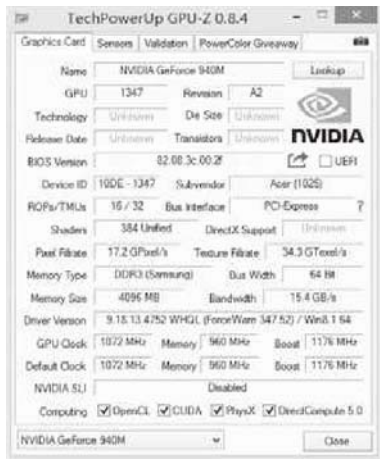 TechPowerUp GPU-Z 0.8.4
Graphics Card Sensors Validation PowerColor Giveaway
Name NVIDIA GeForce 940M Lookup
GPU 1347 Revision A2
Technology Unknown Die Size Unknown
Release Date Unknown Transistors Unknown
NVIDIA
BIOS Version 82.08.3c.00.2f UEFI
Device ID 10DE - 1347 Subvendor Acer (1025)
ROPs/TMUs 16 / 32 Bus Interface PCI-Express ?
Shaders 384 Unified DirectX Support Unknown
Pixel Fillrate 17.2 GPixel/s Texture Fillrate 34.3 GTexel/s
Memory Type DDR3 (Samsung) Bus Width 64 Bit
Memory Size 4096 MB Bandwidth 15.4 GB/s
Driver Version 9.18.13.4752 WHQL (ForceWare 347.52) / Win8.1 64
GPU Clock 1072 MHz Memory 960 MHz Boost 1176 MHz
Default Clock 1072 MHz Memory 960 MHz Boost 1176 MHz
NVIDIA SLI Disabled
Computing OpenCL CUDA PhysX DirectCompute 5.0
NVIDIA GeForce 940M Close